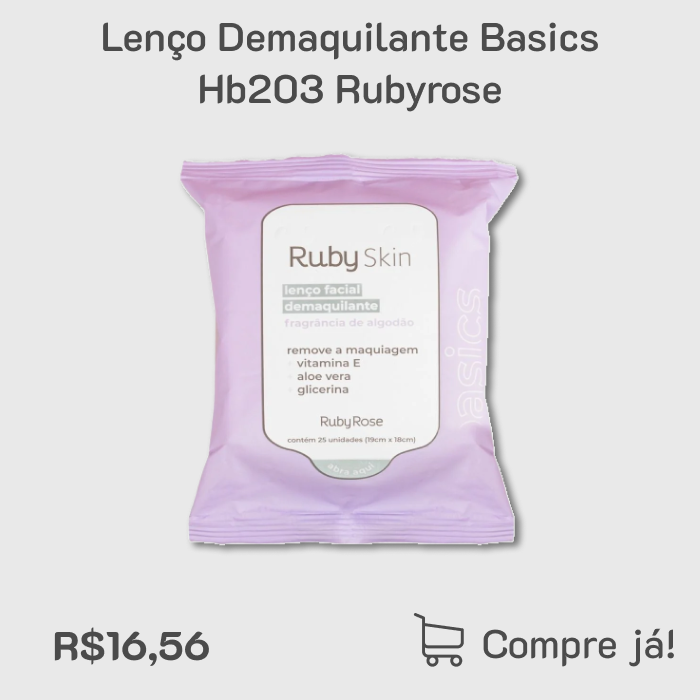 Lenço Demaquilante Basics
Hb203 Rubyrose
Ruby Skin
lenço facial
demaquilante
fragrância de algodão
remove a maquiagem
vitamina E
aloe vera
glicerina
RubyRose
contém 25 unidades (19cm x 18cm)
abra aqui
asics
R$16,56
Compre já!